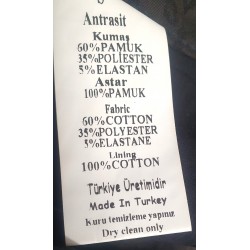 Antrasit
Kumaş
60%PAMUK
35%POLİESTER
5%ELASTAN
Astar
100%PAMUK
Fabric
60%COTTON
35%POLYESTER
5%ELASTANE
Lining
100%COTTON
Türkiye Üretimidir
Made In Turkey
Kuru temizleme yapınız
Dry clean only